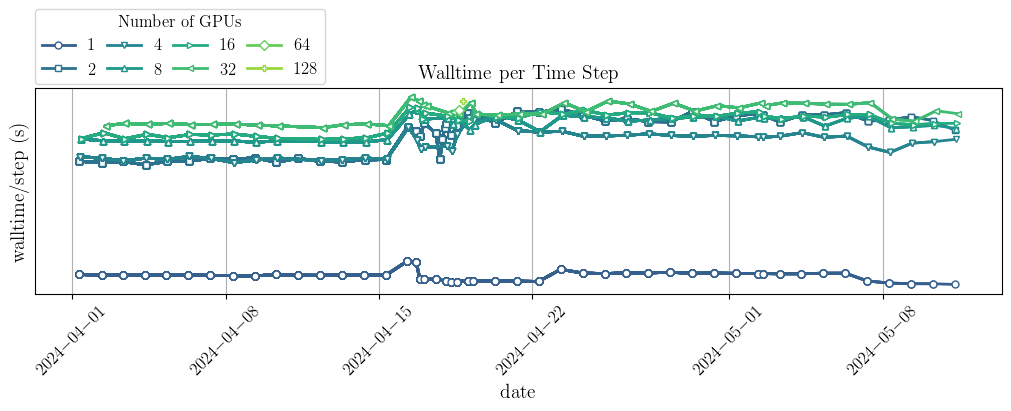 Number of GPUs
1 4 16 64
2 8 32 128
Walltime per Time Step
walltime/step (s)
2024−04−01 2024−04−08 2024−04−15 2024−04−22 2024−05−01 2024−05−08
date